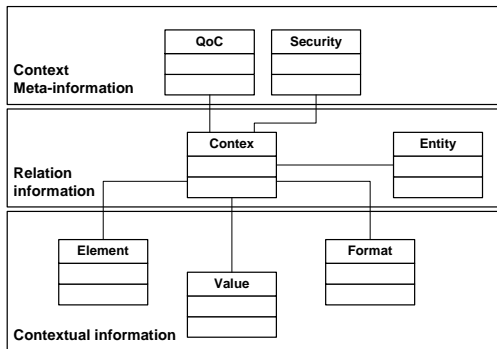 QoC
Security
Context
Meta-information
Contex
Entity
Relation
information
Element
Format
Value
Contextual information